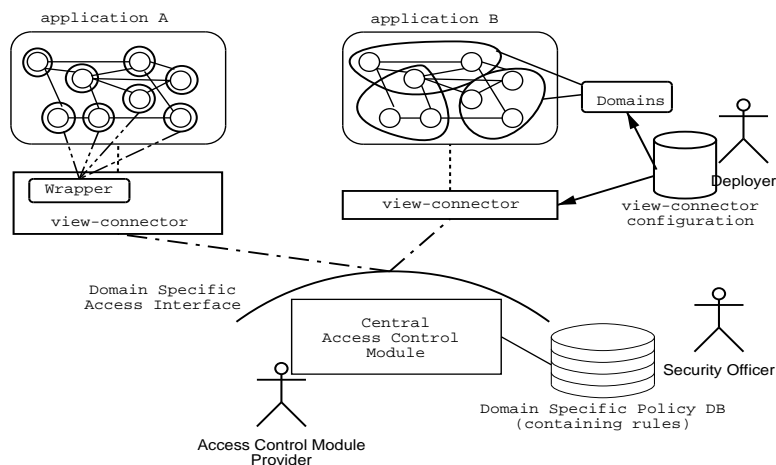 application A
application B
Domains
Deployer
Wrapper
view-connector
view-connector
view-connector
configuration
Domain Specific
Access Interface
Central
Access Control
Module
Security Officer
Domain Specific Policy DB
(containing rules)
Access Control Module
Provider